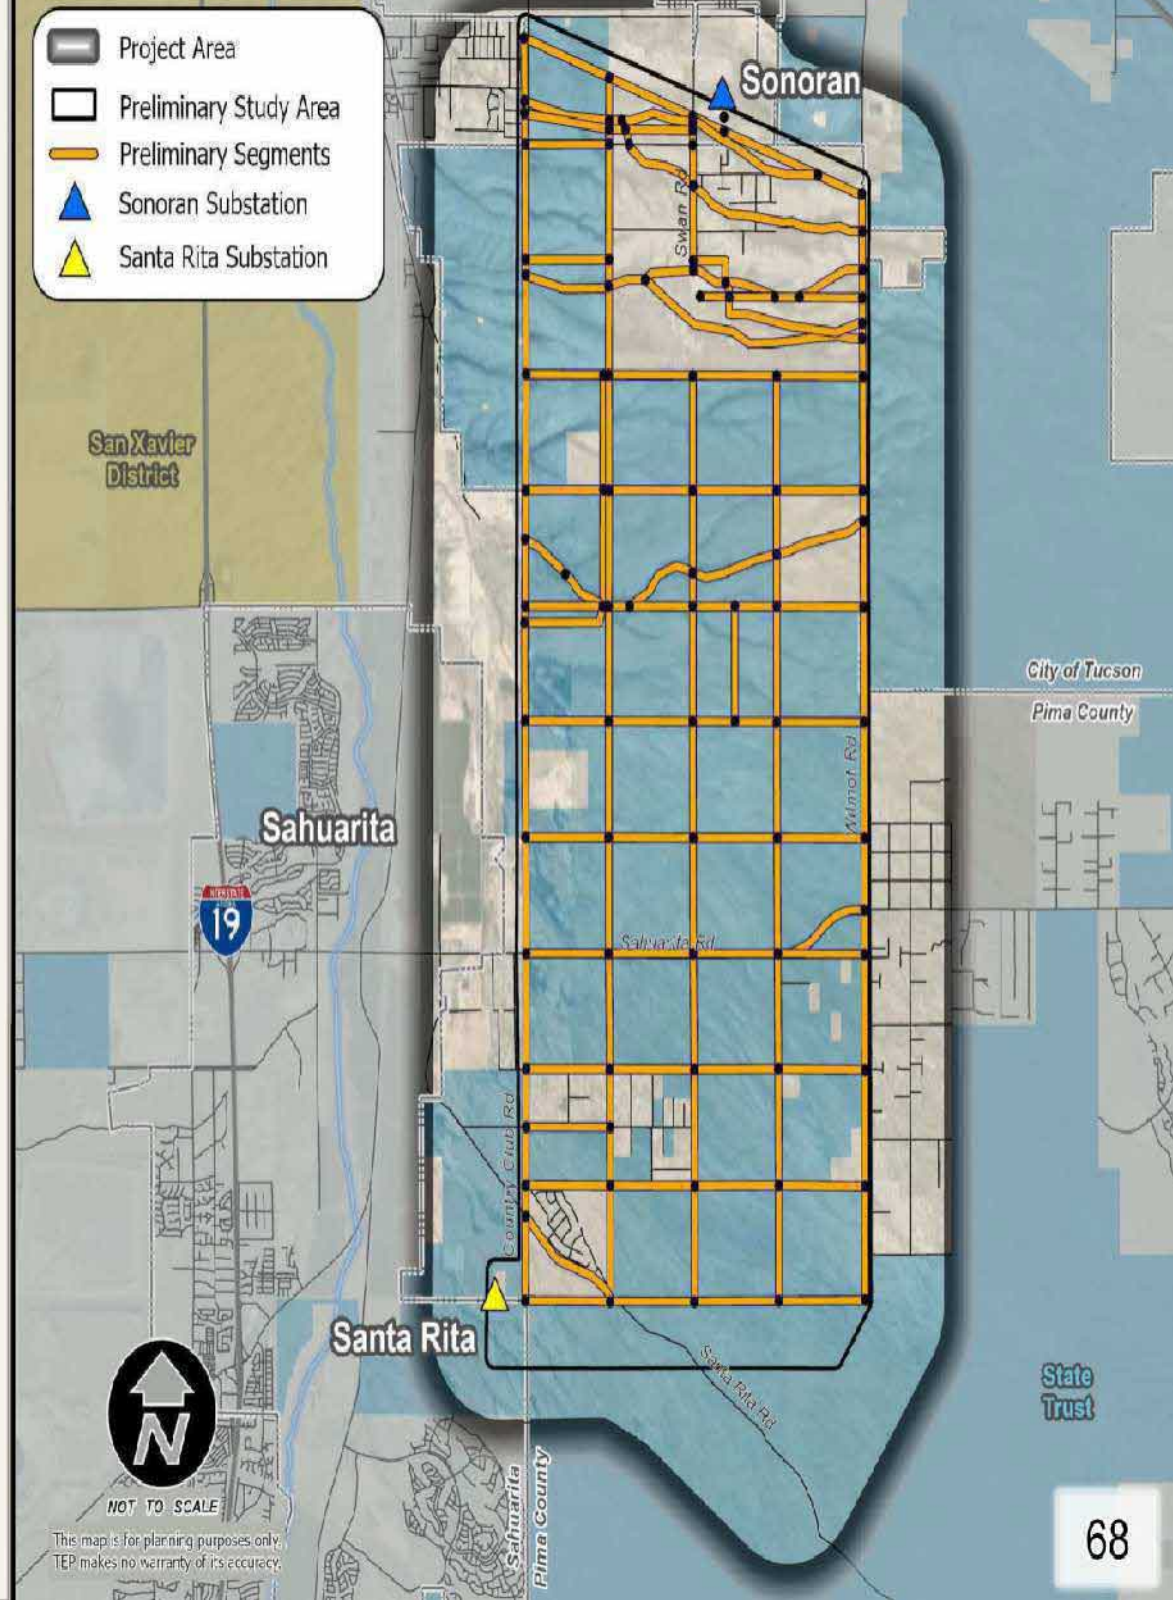 Project Area
Preliminary Study Area
Preliminary Segments
Sonoran Substation
Santa Rita Substation
Sonoran
Swan Rd
San Xavier
District
City of Tucson
Pima County
Wilmot Rd
Sahuarita
INTERSTATE
19
Sahuarita Rd
Country Club Rd
Santa Rita
Santa Rita Rd
State
Trust
N
NOT TO SCALE
This map is for planning purposes only.
TEP makes no warranty of its accuracy.
Sahuarita
Pima County
68